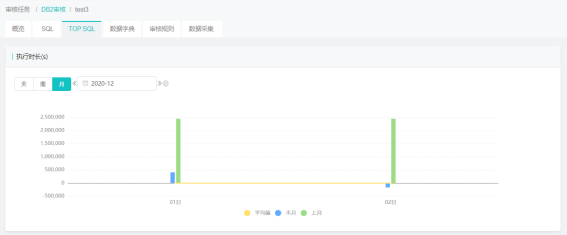 审核任务 / DB2审核 / test3
概览 SQL TOP SQL 数据字典 审核规则 数据采集
执行时长(s)
天 周 月 2020-12
2,500,000
2,000,000
1,500,000
1,000,000
500,000
0
-500,000
01日 02日
平均值 本月 上月